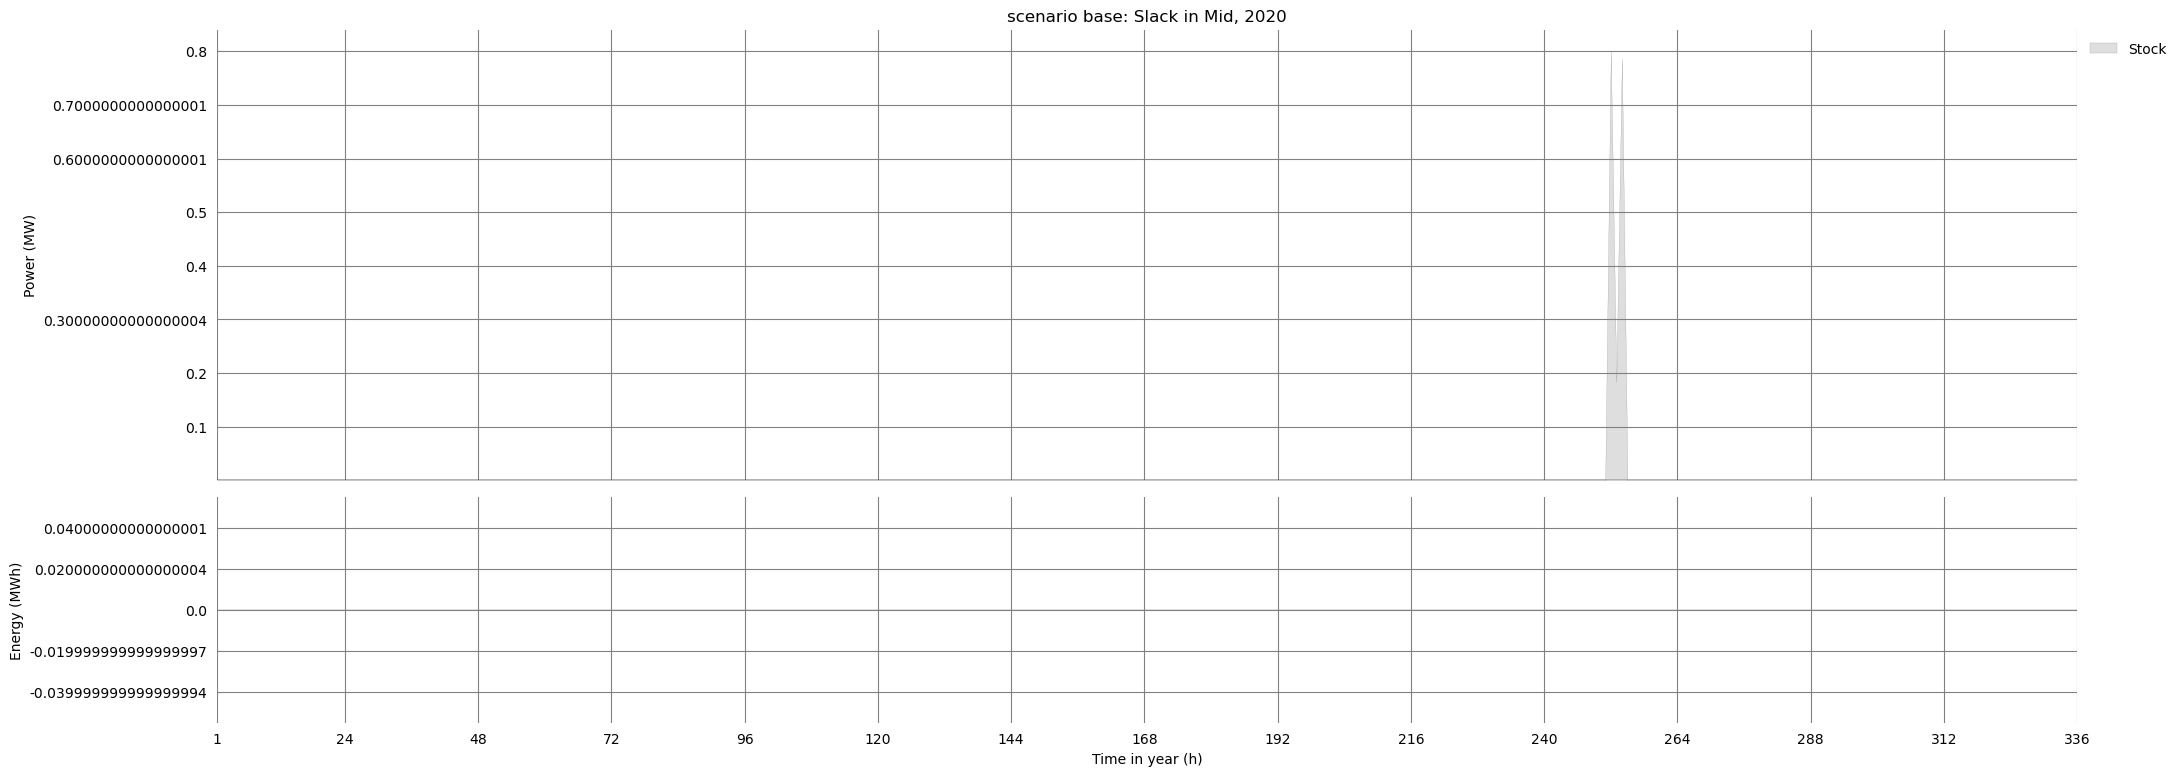 scenario base: Slack in Mid, 2020
Stock
0.8
0.7000000000000001
0.6000000000000001
0.5
0.4
0.30000000000000004
0.2
0.1
Power (MW)
0.04000000000000001
0.020000000000000004
0.0
-0.019999999999999997
-0.039999999999999994
Energy (MWh)
1 24 48 72 96 120 144 168 192 216 240 264 288 312 336
Time in year (h)